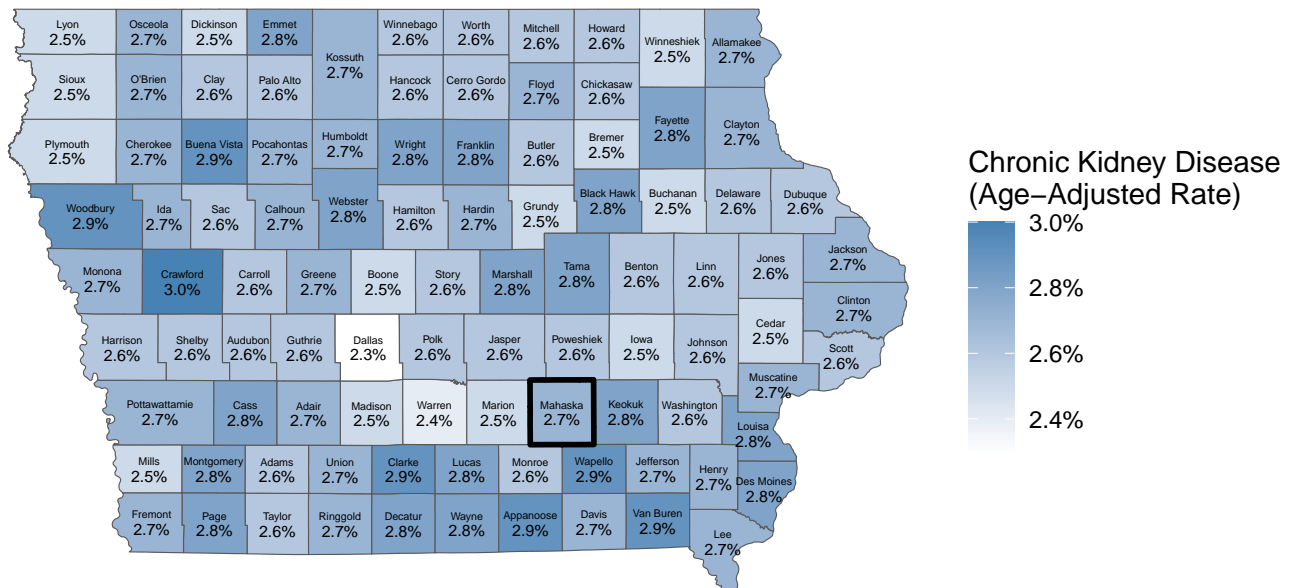 Lyon
2.5%
Osceola
2.7%
Dickinson
2.5%
Emmet
2.8%
Kossuth
2.7%
Winnebago
2.6%
Worth
2.6%
Mitchell
2.6%
Howard
2.6%
Winneshiek
2.5%
Allamakee
2.7%
Sioux
2.5%
O'Brien
2.7%
Clay
2.6%
Palo Alto
2.6%
Hancock
2.6%
Cerro Gordo
2.6%
Floyd
2.7%
Chickasaw
2.6%
Fayette
2.8%
Clayton
2.7%
Plymouth
2.5%
Cherokee
2.7%
Buena Vista
2.9%
Pocahontas
2.7%
Humboldt
2.7%
Wright
2.8%
Franklin
2.8%
Butler
2.6%
Bremer
2.5%
Woodbury
2.9%
Ida
2.7%
Sac
2.6%
Calhoun
2.7%
Webster
2.8%
Hamilton
2.6%
Hardin
2.7%
Grundy
2.5%
Black Hawk
2.8%
Buchanan
2.5%
Delaware
2.6%
Dubuque
2.6%
Monona
2.7%
Crawford
3.0%
Carroll
2.6%
Greene
2.7%
Boone
2.5%
Story
2.6%
Marshall
2.8%
Tama
2.8%
Benton
2.6%
Linn
2.6%
Jones
2.6%
Jackson
2.7%
Clinton
2.7%
Cedar
2.5%
Scott
2.6%
Harrison
2.6%
Shelby
2.6%
Audubon
2.6%
Guthrie
2.6%
Dallas
2.3%
Polk
2.6%
Jasper
2.6%
Poweshiek
2.6%
Iowa
2.5%
Johnson
2.6%
Muscatine
2.7%
Pottawattamie
2.7%
Cass
2.8%
Adair
2.7%
Madison
2.5%
Warren
2.4%
Marion
2.5%
Mahaska
2.7%
Keokuk
2.8%
Washington
2.6%
Louisa
2.8%
Mills
2.5%
Montgomery
2.8%
Adams
2.6%
Union
2.7%
Clarke
2.9%
Lucas
2.8%
Monroe
2.6%
Wapello
2.9%
Jefferson
2.7%
Henry
2.7%
Des Moines
2.8%
Fremont
2.7%
Page
2.8%
Taylor
2.6%
Ringgold
2.7%
Decatur
2.8%
Wayne
2.8%
Appanoose
2.9%
Davis
2.7%
Van Buren
2.9%
Lee
2.7%
Chronic Kidney Disease
(Age−Adjusted Rate)
3.0%
2.8%
2.6%
2.4%